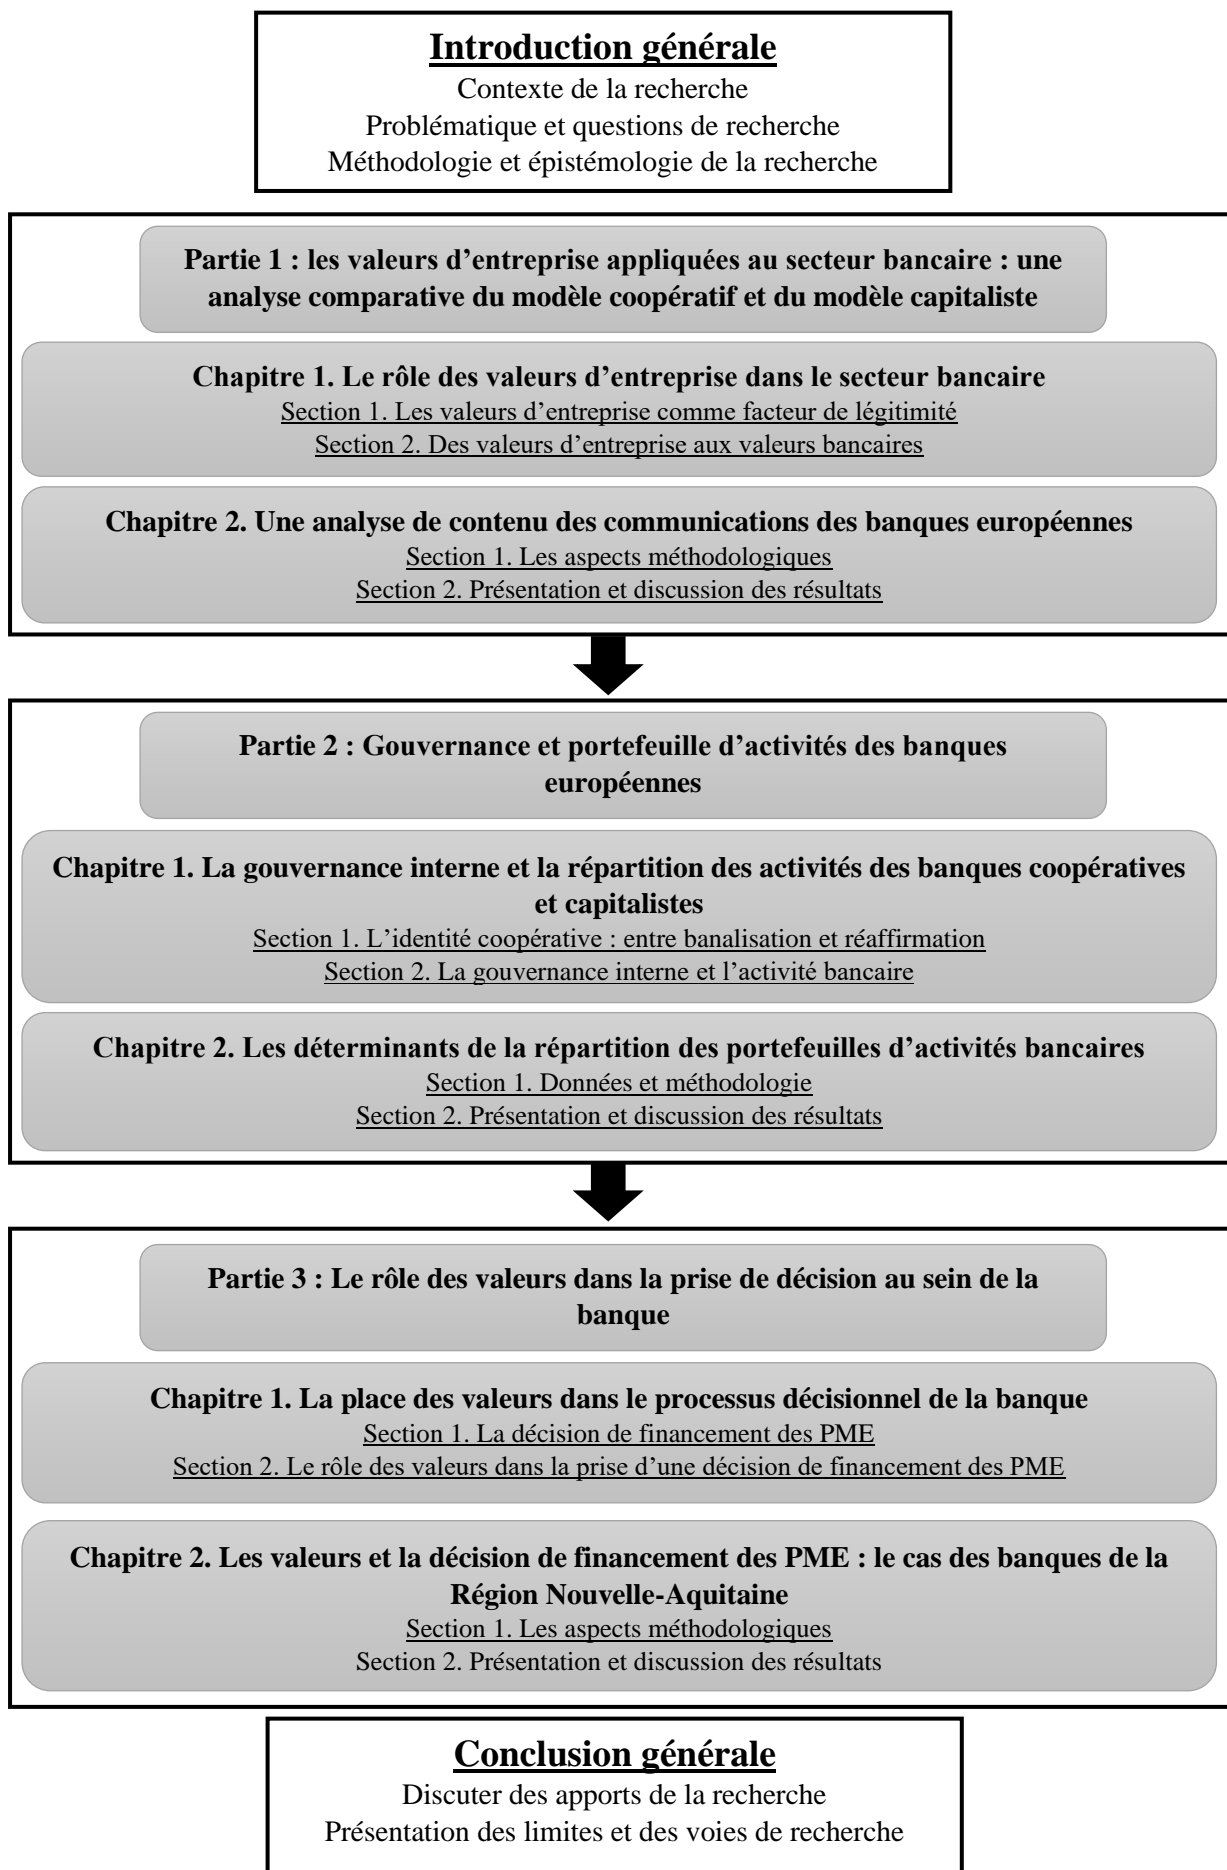 Introduction générale
Contexte de la recherche
Problématique et questions de recherche
Méthodologie et épistémologie de la recherche
Partie 1 : les valeurs d’entreprise appliquées au secteur bancaire : une
analyse comparative du modèle coopératif et du modèle capitaliste
Chapitre 1. Le rôle des valeurs d’entreprise dans le secteur bancaire
Section 1. Les valeurs d’entreprise comme facteur de légitimité
Section 2. Des valeurs d’entreprise aux valeurs bancaires
Chapitre 2. Une analyse de contenu des communications des banques européennes
Section 1. Les aspects méthodologiques
Section 2. Présentation et discussion des résultats
Partie 2 : Gouvernance et portefeuille d’activités des banques
européennes
Chapitre 1. La gouvernance interne et la répartition des activités des banques coopératives
et capitalistes
Section 1. L’identité coopérative : entre banalisation et réaffirmation
Section 2. La gouvernance interne et l’activité bancaire
Chapitre 2. Les déterminants de la répartition des portefeuilles d’activités bancaires
Section 1. Données et méthodologie
Section 2. Présentation et discussion des résultats
Partie 3 : Le rôle des valeurs dans la prise de décision au sein de la
banque
Chapitre 1. La place des valeurs dans le processus décisionnel de la banque
Section 1. La décision de financement des PME
Section 2. Le rôle des valeurs dans la prise d’une décision de financement des PME
Chapitre 2. Les valeurs et la décision de financement des PME : le cas des banques de la
Région Nouvelle-Aquitaine
Section 1. Les aspects méthodologiques
Section 2. Présentation et discussion des résultats
Conclusion générale
Discuter des apports de la recherche
Présentation des limites et des voies de recherche